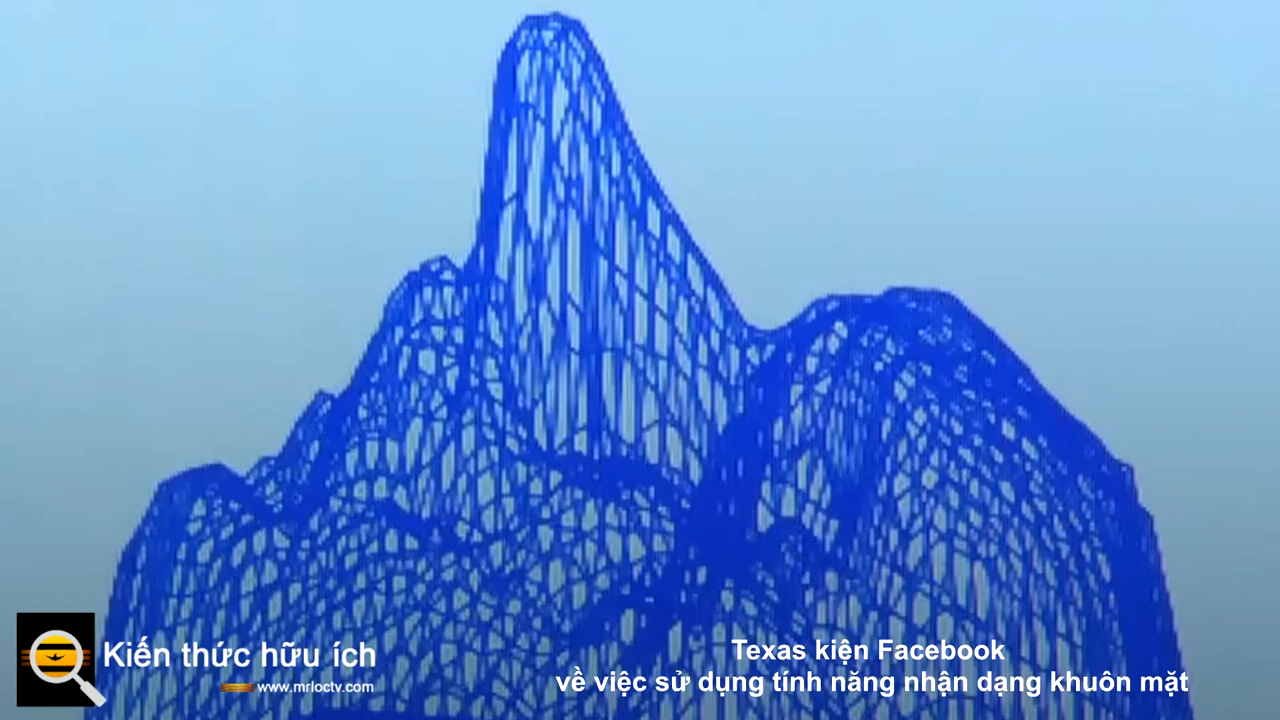 Kiến thức hữu ích
www.mrloctv.com
Texas kiện Facebook
về việc sử dụng tính năng nhận dạng khuôn mặt